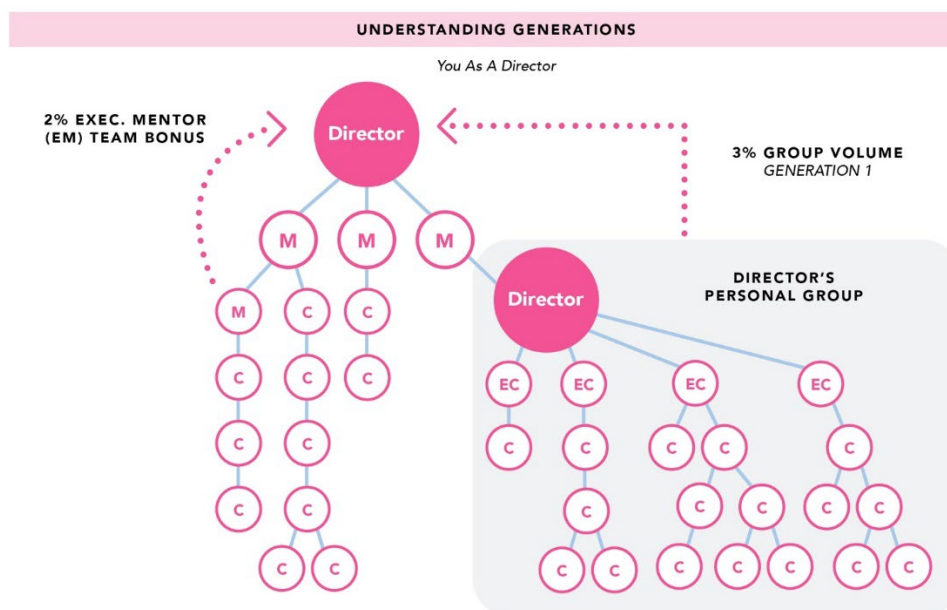 UNDERSTANDING GENERATIONS
You As A Director
2% EXEC. MENTOR
(EM) TEAM BONUS
Director
3% GROUP VOLUME
GENERATION 1
M M M
Director
DIRECTOR'S
PERSONAL GROUP
M C C
C C C
EC EC EC EC
C C
C C C C C
C C
C C C C C C
C C
C C C C C C C